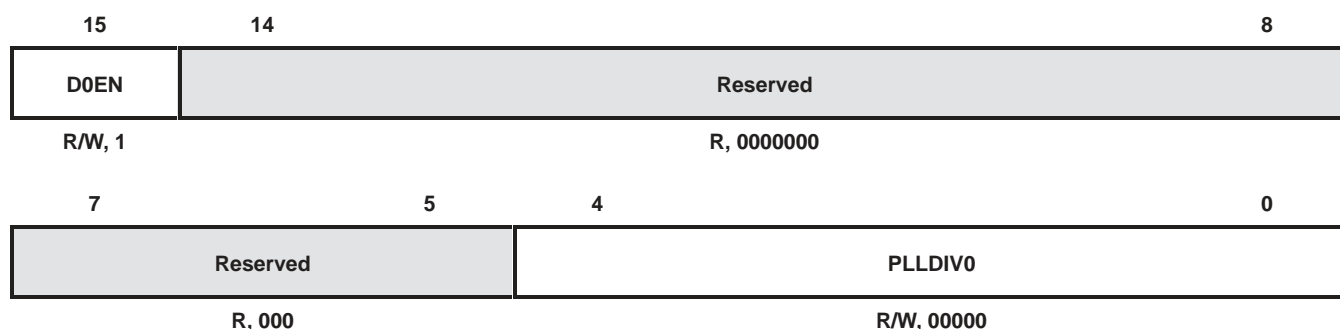 15 14 8
D0EN Reserved
R/W, 1 R, 0000000
7 5 4 0
Reserved PLLDIV0
R, 000 R/W, 00000